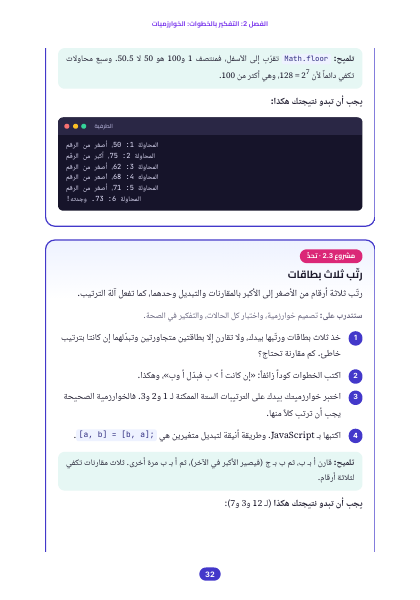 الفصل 2: التفكير بالخطوات: الخوارزميات
تلميح: Math.floor تقرّب إلى الأسفل، فمنتصف 1 و100 هو 50 لا 50.5. وسبع محاولات
تكفي دائماً لأن 2⁷ = 128، وهي أكثر من 100.
يجب أن تبدو نتيجتك هكذا:
الطرفية
المحاولة 1: 50، أصغر من الرقم
المحاولة 2: 75، أكبر من الرقم
المحاولة 3: 62، أصغر من الرقم
المحاولة 4: 68، أصغر من الرقم
المحاولة 5: 71، أصغر من الرقم
المحاولة 6: 73. وجدته!
مشروع 2.3 · تحدٍّ
رتّب ثلاث بطاقات
رتّب ثلاثة أرقام من الأصغر إلى الأكبر بالمقارنات والتبديل وحدهما، كما تفعل آلة الترتيب.
ستتدرب على: تصميم خوارزمية، واختبار كل الحالات، والتفكير في الصحة.
1 خذ ثلاث بطاقات ورتّبها بيدك، ولا تقارن إلا بطاقتين متجاورتين وتبدّلهما إن كانتا بترتيب
خاطئ. كم مقارنة تحتاج؟
2 اكتب الخطوات كوداً زائفاً: «إن كانت أ > ب فبدّل أ وب»، وهكذا.
3 اختبر خوارزميتك بيدك على الترتيبات الستة الممكنة لـ 1 و2 و3. فالخوارزمية الصحيحة
يجب أن ترتب كلاً منها.
4 اكتبها بـ JavaScript. وطريقة أنيقة لتبديل متغيرين هي [a, b] = [b, a];.
تلميح: قارن أ بـ ب، ثم ب بـ ج (فيصير الأكبر في الآخر)، ثم أ بـ ب مرة أخرى. ثلاث مقارنات تكفي
لثلاثة أرقام.
يجب أن تبدو نتيجتك هكذا (لـ 12 و3 و7):
32